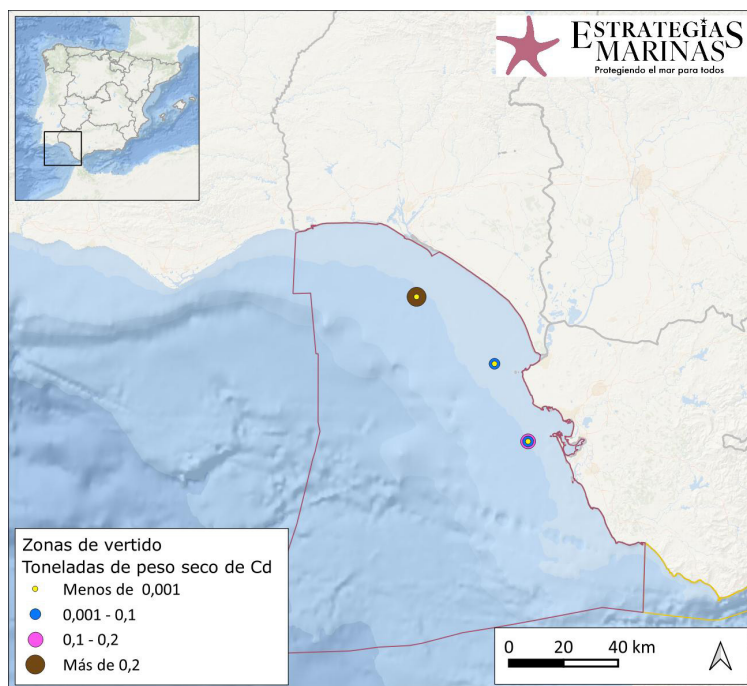 ESTRATEGIAS
MARINAS
Protegiendo el mar para todos
Zonas de vertido
Toneladas de peso seco de Cd
Menos de 0,001
0,001 - 0,1
0,1 - 0,2
Más de 0,2
0 20 40 km